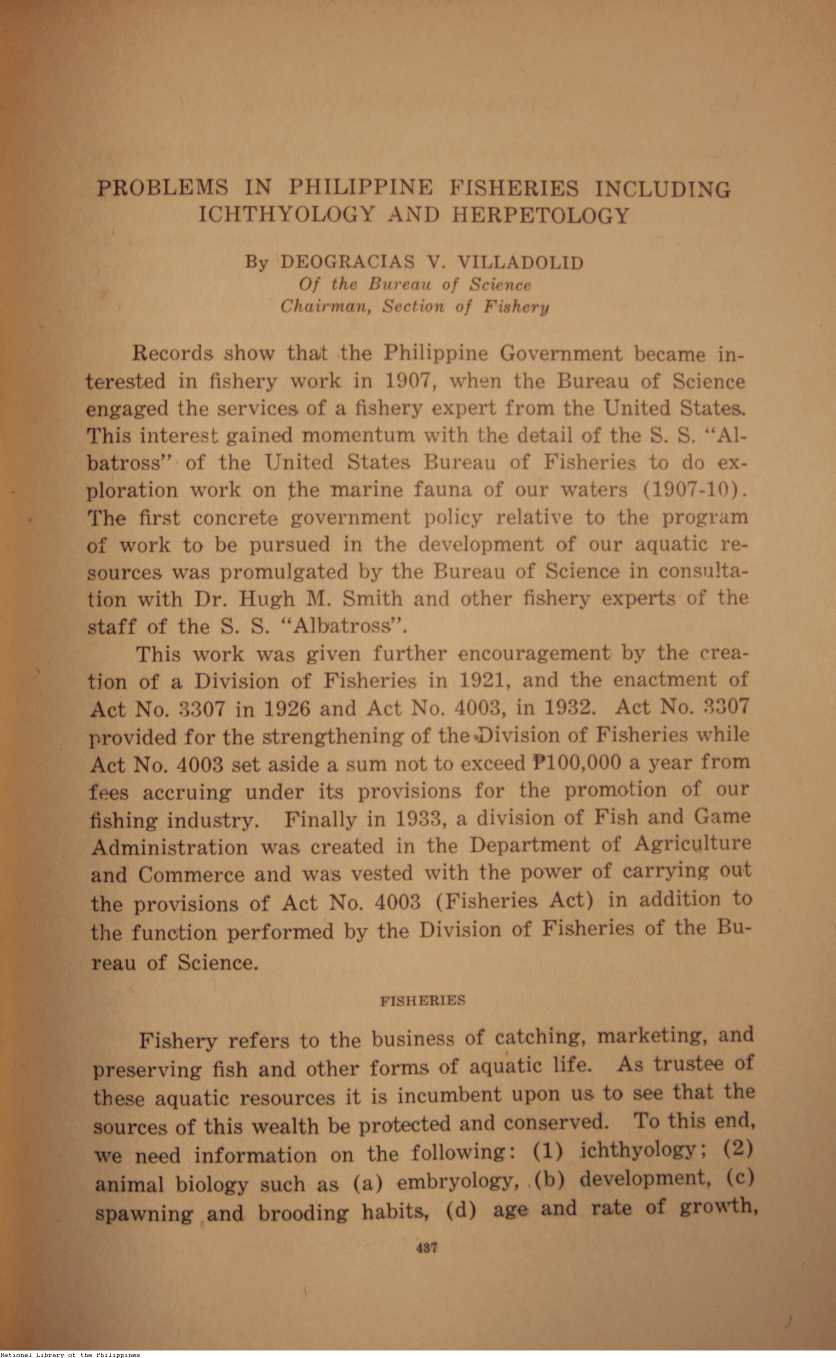 PROBLEMS IN PHILIPPINE FISHERIES INCLUDING
ICHTHYOLOGY AND HERPETOLOGY
By DEOGRACIAS V. VILLADOLID
Of the Bureau of Science
Chairman, Section of Fishery
Records show that the Philippine Government became in-
terested in fishery work in 1907, when the Bureau of Science
engaged the services of a fishery expert from the United States.
This interest gained momentum with the detail of the S. S. “Al-
batross” of the United States Bureau of Fisheries to do ex-
ploration work on the marine fauna of our waters (1907-10).
The first concrete government policy relative to the program
of work to be pursued in the development of our aquatic re-
sources was promulgated by the Bureau of Science in consulta-
tion with Dr. Hugh M. Smith and other fishery experts of the
staff of the S. S. “Albatross”.
This work was given further encouragement by the crea-
tion of a Division of Fisheries in 1921, and the enactment of
Act No. 3307 in 1926 and Act No. 4003, in 1932. Act No. 3307
provided for the strengthening of the Division of Fisheries while
Act No. 4003 set aside a sum not to exceed ₱100,000 a year from
fees accruing under its provisions for the promotion of our
fishing industry. Finally in 1933, a division of Fish and Game
Administration was created in the Department of Agriculture
and Commerce and was vested with the power of carrying out
the provisions of Act No. 4003 (Fisheries Act) in addition to
the function performed by the Division of Fisheries of the Bu-
reau of Science.
FISHERIES
Fishery refers to the business of catching, marketing, and
preserving fish and other forms of aquatic life. As trustee of
these aquatic resources it is incumbent upon us to see that the
sources of this wealth be protected and conserved. To this end,
we need information on the following: (1) ichthyology; (2)
animal biology such as (a) embryology, (b) development, (c)
spawning and brooding habits, (d) age and rate of growth,
437
National Library of the Philippines